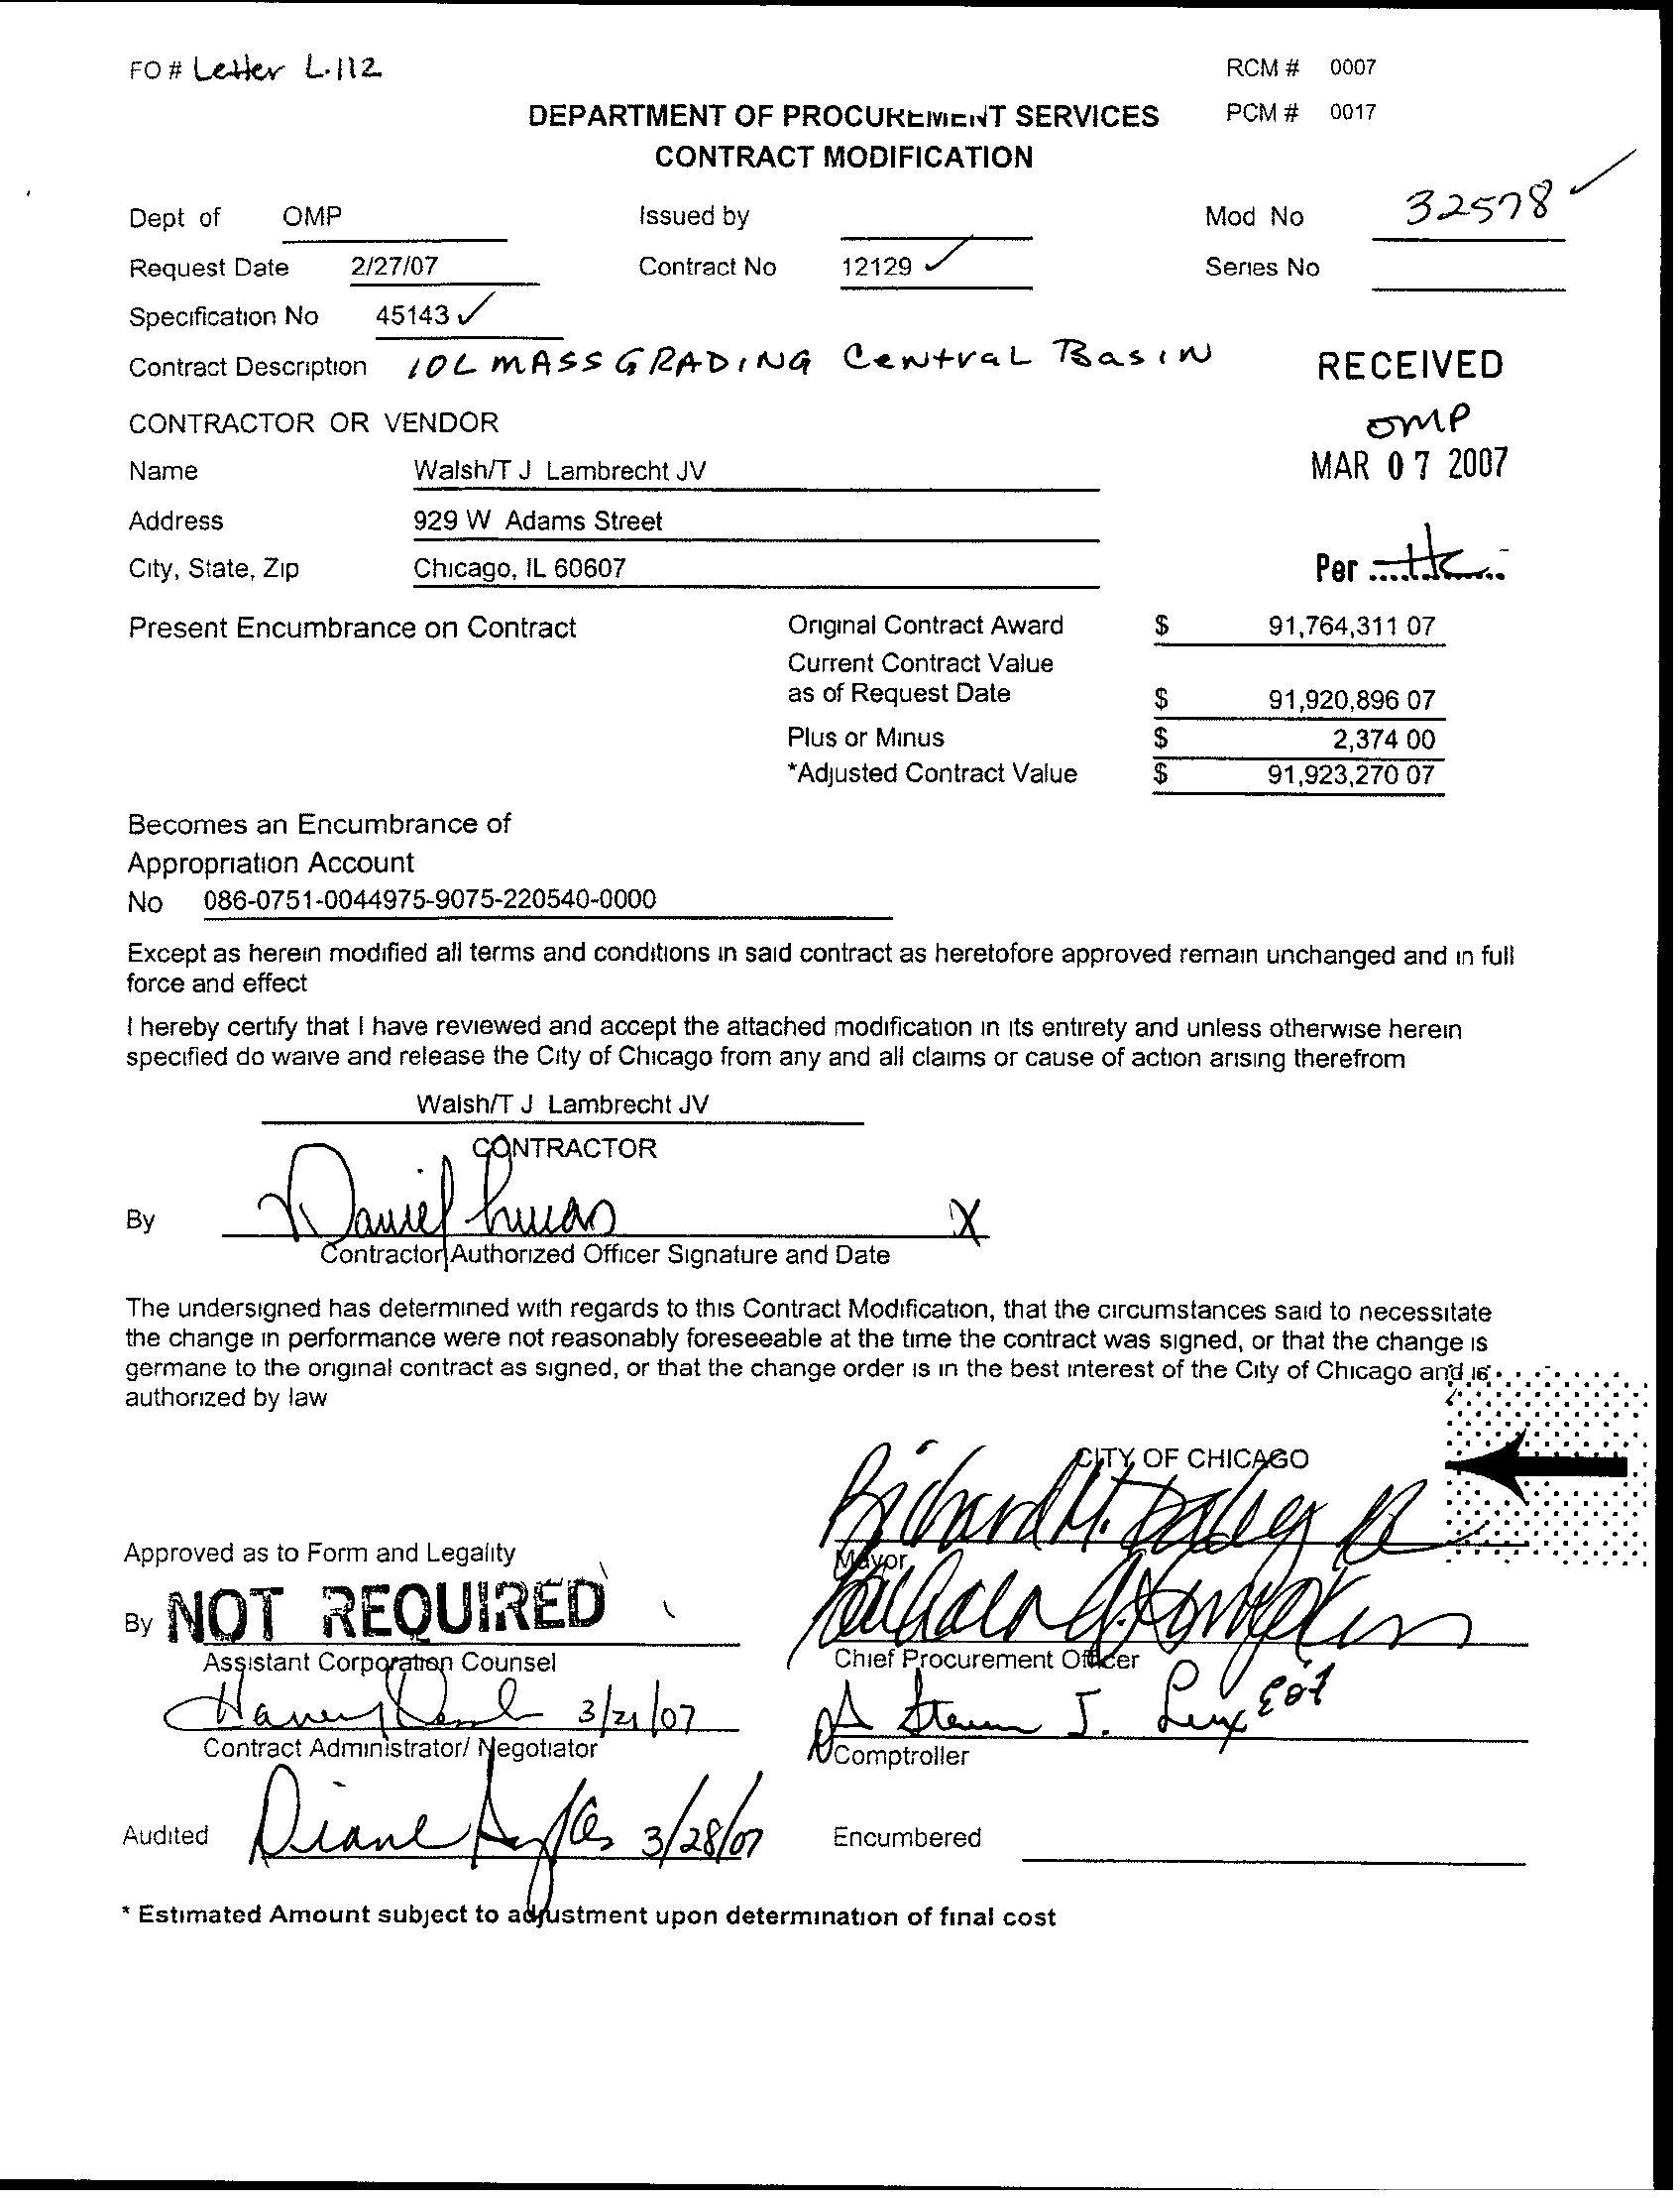 FO # Letter L.112
RCM # 0007
DEPARTMENT OF PROCUREMENT SERVICES
PCM # 0017
CONTRACT MODIFICATION
Dept of OMP Issued by Mod No 32578
Request Date 2/27/07 Contract No 12129 Series No
Specification No 45143
Contract Description 10L MASS GRADING Central Basin
RECEIVED
CONTRACTOR OR VENDOR
OMP
Name Walsh/T J Lambrecht JV
MAR 07 2007
Address 929 W Adams Street
City, State, Zip Chicago, IL 60607
Per
Present Encumbrance on Contract Original Contract Award $ 91,764,311 07
Current Contract Value
as of Request Date $ 91,920,896 07
Plus or Minus $ 2,374 00
*Adjusted Contract Value $ 91,923,270 07
Becomes an Encumbrance of
Appropriation Account
No 086-0751-0044975-9075-220540-0000
Except as herein modified all terms and conditions in said contract as heretofore approved remain unchanged and in full
force and effect
I hereby certify that I have reviewed and accept the attached modification in its entirety and unless otherwise herein
specified do waive and release the City of Chicago from any and all claims or cause of action arising therefrom
Walsh/T J Lambrecht JV
CONTRACTOR
By Daniel X
Contractor Authorized Officer Signature and Date
The undersigned has determined with regards to this Contract Modification, that the circumstances said to necessitate
the change in performance were not reasonably foreseeable at the time the contract was signed, or that the change is
germane to the original contract as signed, or that the change order is in the best interest of the City of Chicago and is
authorized by law
CITY OF CHICAGO
Richard M. Daley
Approved as to Form and Legality
Mayor
By NOT REQUIRED
Assistant Corporation Counsel
Chief Procurement Officer
3/21/07
Steven J. Lux
Contract Administrator/ Negotiator
Comptroller
Audited Diane 3/28/07
Encumbered
* Estimated Amount subject to adjustment upon determination of final cost